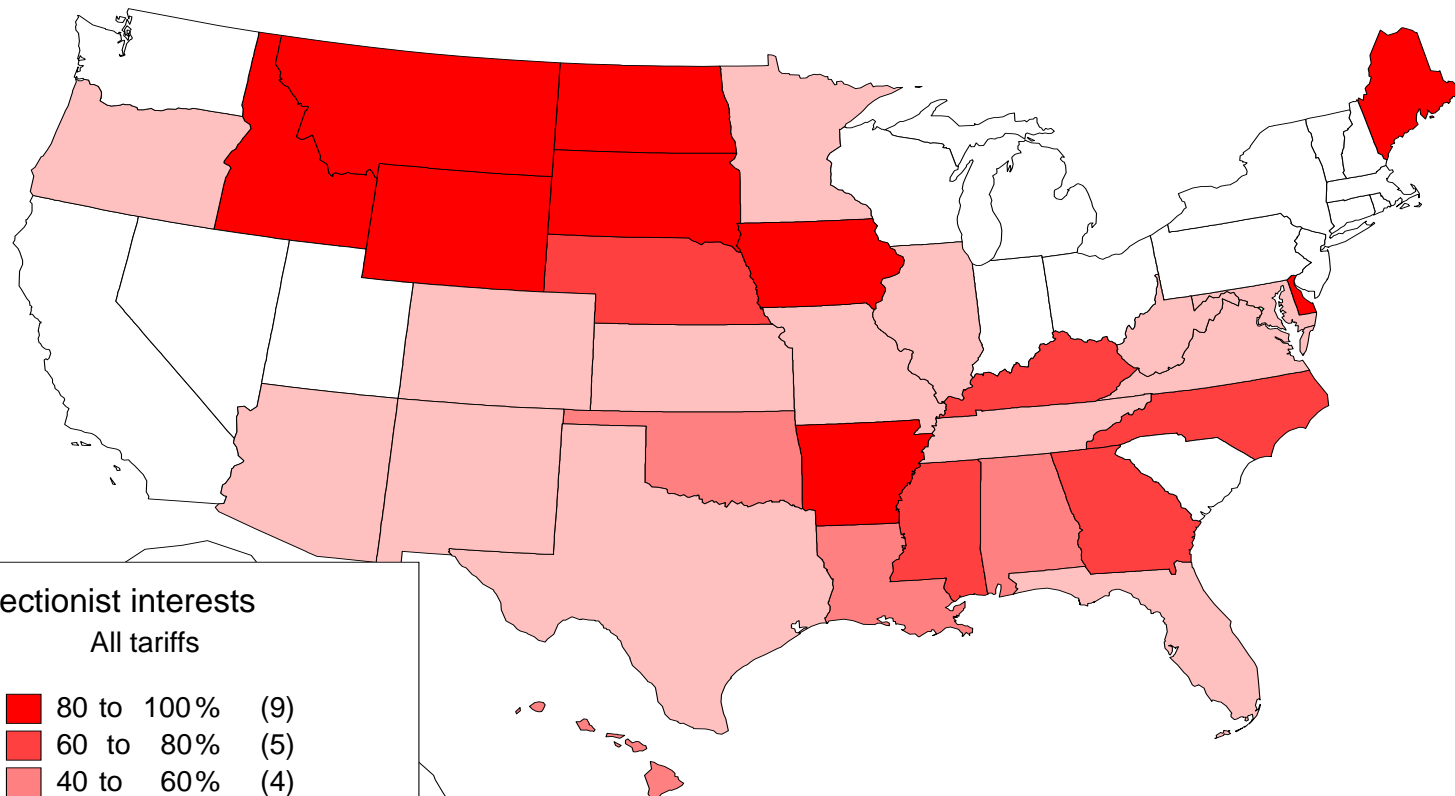 ectionist interests
All tariffs
80 to 100% (9)
60 to 80% (5)
40 to 60% (4)